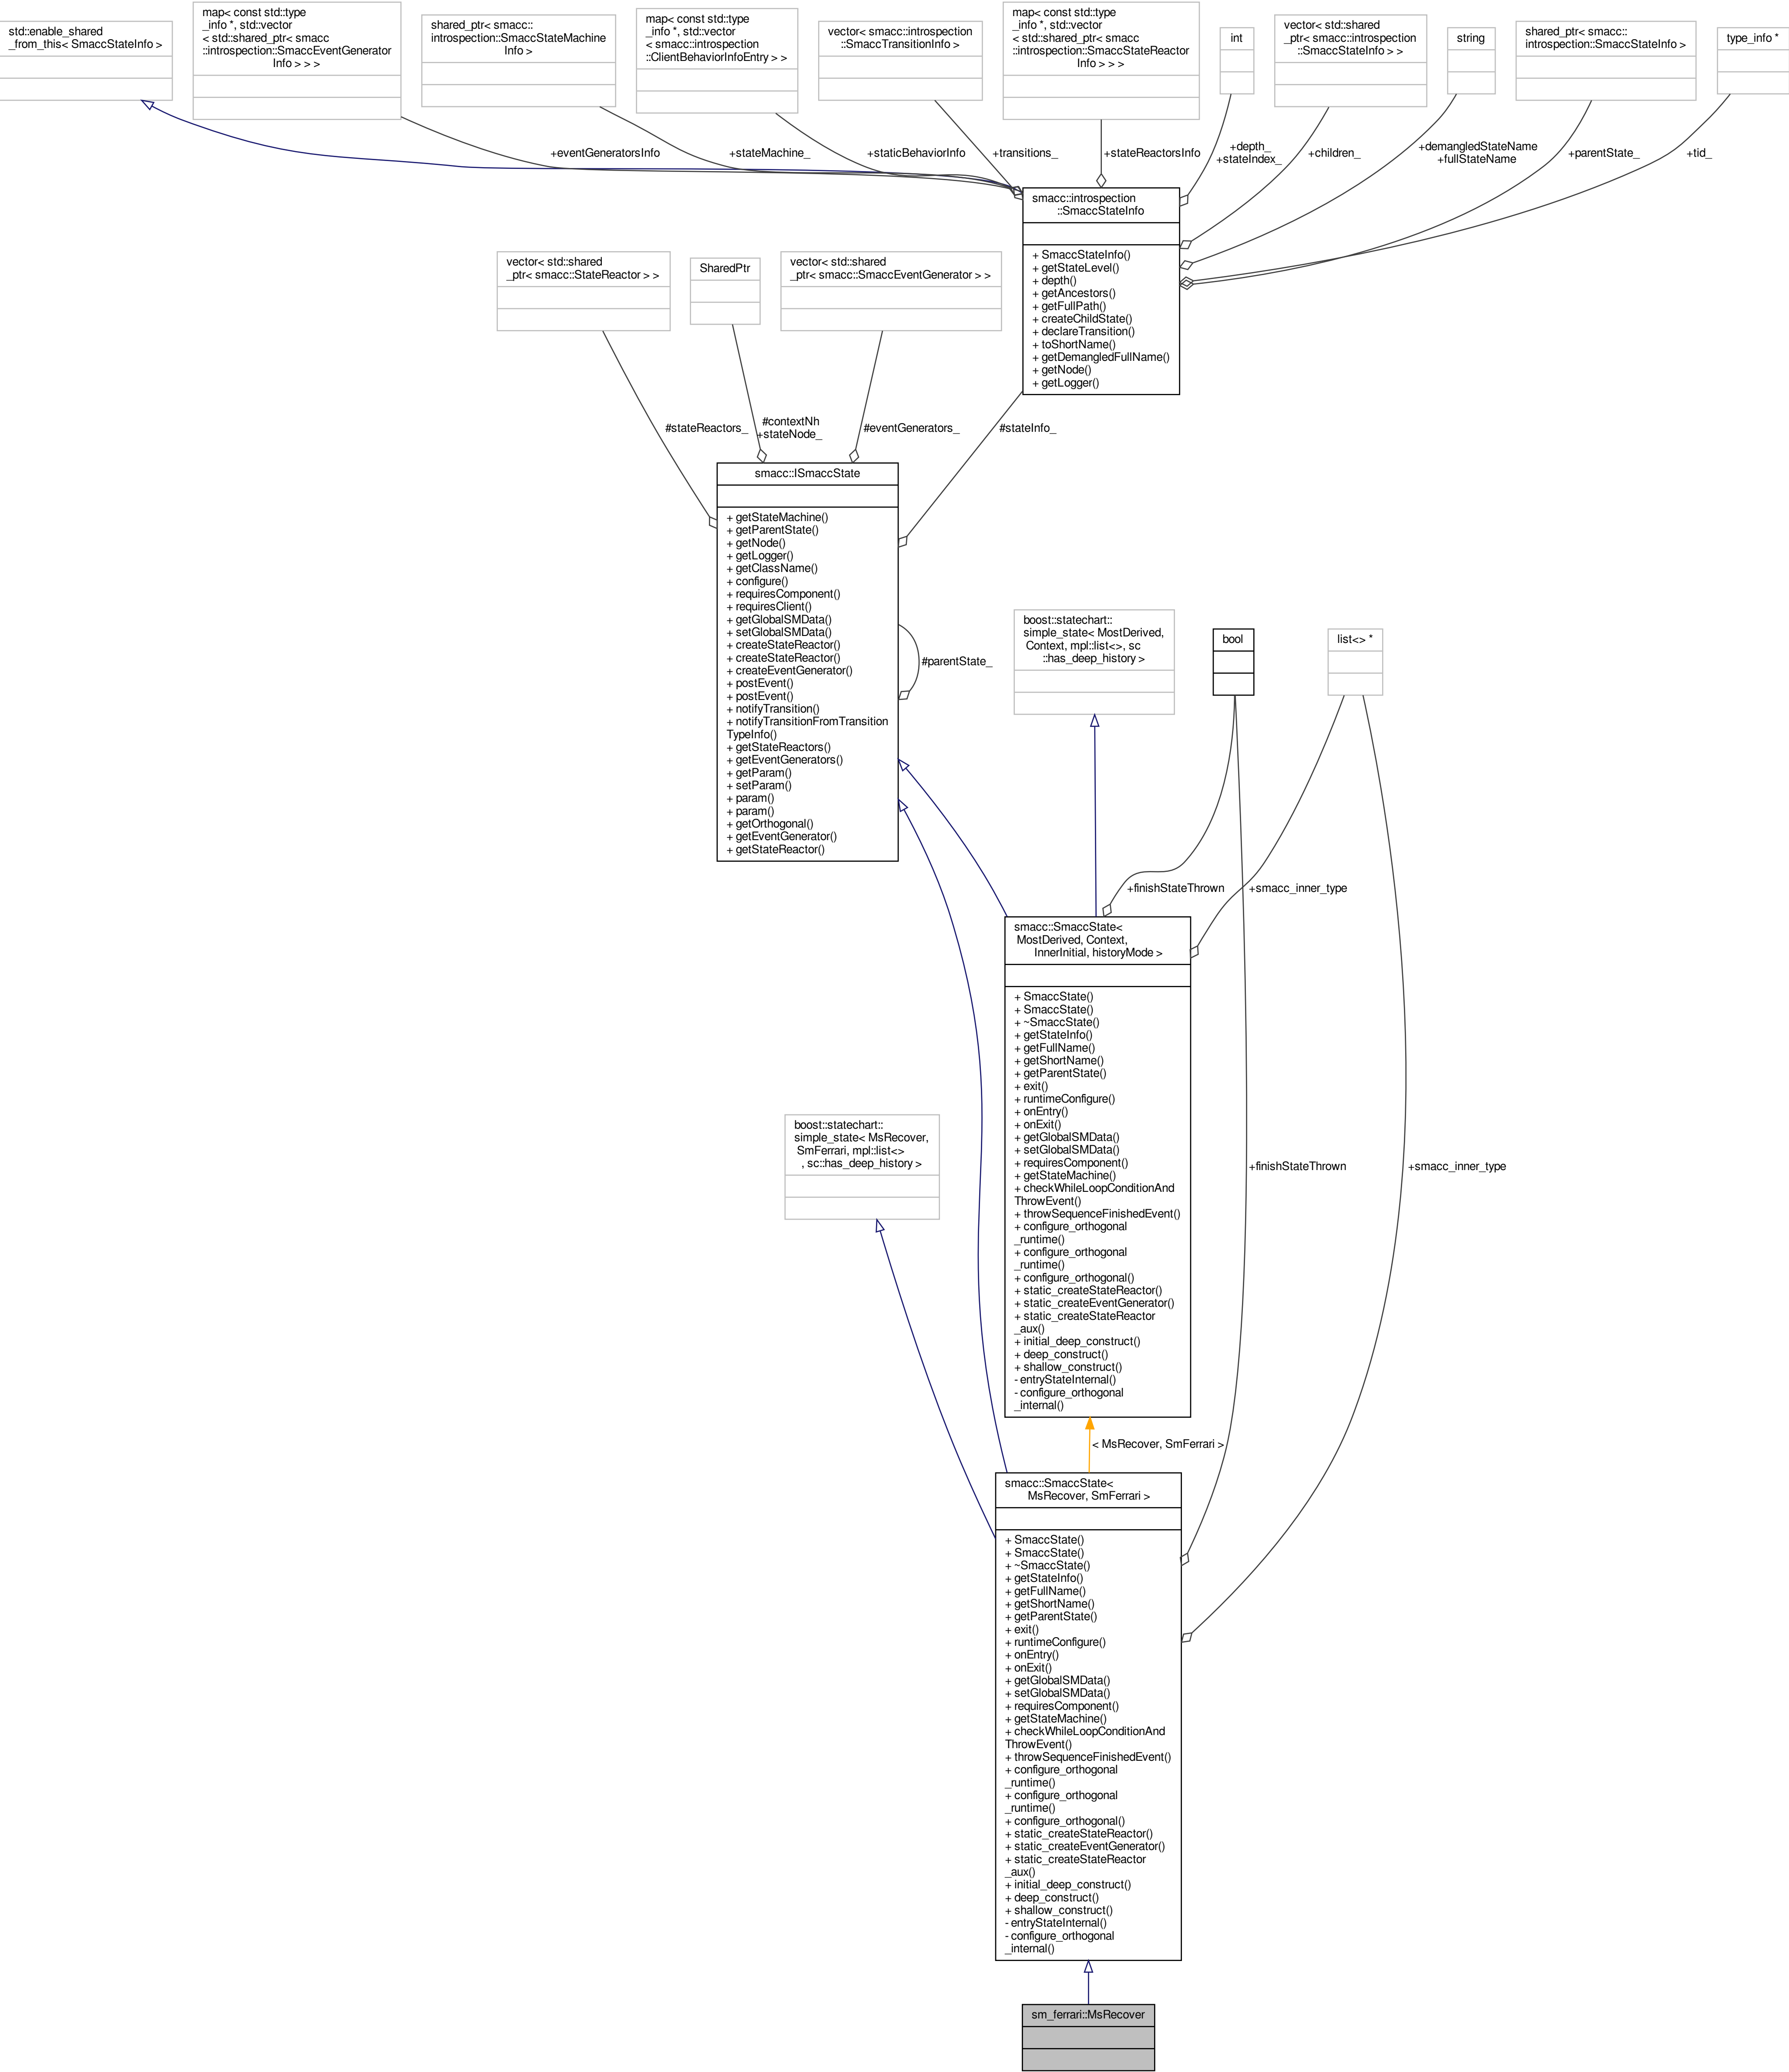 std::enable_shared
_from_this< SmaccStateInfo >
map< const std::type
_info *, std::vector
< std::shared_ptr< smacc
::introspection::SmaccEventGenerator
Info > > >
shared_ptr< smacc::
introspection::SmaccStateMachine
Info >
map< const std::type
_info *, std::vector
< smacc::introspection
::ClientBehaviorInfoEntry > >
vector< smacc::introspection
::SmaccTransitionInfo >
map< const std::type
_info *, std::vector
< std::shared_ptr< smacc
::introspection::SmaccStateReactor
Info > > >
int
vector< std::shared
_ptr< smacc::introspection
::SmaccStateInfo > >
string
shared_ptr< smacc::
introspection::SmaccStateInfo >
type_info *
+eventGeneratorsInfo
+stateMachine_
+staticBehaviorInfo
+transitions_
+stateReactorsInfo
+depth_
+stateIndex_
+children_
+demangledStateName
+fullStateName
+parentState_
+tid_
smacc::introspection
::SmaccStateInfo
+ SmaccStateInfo()
+ getStateLevel()
+ depth()
+ getAncestors()
+ getFullPath()
+ createChildState()
+ declareTransition()
+ toShortName()
+ getDemangledFullName()
+ getNode()
+ getLogger()
vector< std::shared
_ptr< smacc::StateReactor > >
SharedPtr
vector< std::shared
_ptr< smacc::SmaccEventGenerator > >
#stateReactors_
#contextNh
+stateNode_
#eventGenerators_
#stateInfo_
smacc::ISmaccState
+ getStateMachine()
+ getParentState()
+ getNode()
+ getLogger()
+ getClassName()
+ configure()
+ requiresComponent()
+ requiresClient()
+ getGlobalSMData()
+ setGlobalSMData()
+ createStateReactor()
+ createStateReactor()
+ createEventGenerator()
+ postEvent()
+ postEvent()
+ notifyTransition()
+ notifyTransitionFromTransition
TypeInfo()
+ getStateReactors()
+ getEventGenerators()
+ getParam()
+ setParam()
+ param()
+ param()
+ getOrthogonal()
+ getEventGenerator()
+ getStateReactor()
#parentState_
boost::statechart::
simple_state< MostDerived,
Context, mpl::list<>, sc
::has_deep_history >
bool
list<> *
+finishStateThrown
+smacc_inner_type
smacc::SmaccState<
MostDerived, Context,
InnerInitial, historyMode >
+ SmaccState()
+ SmaccState()
+ ~SmaccState()
+ getStateInfo()
+ getFullName()
+ getShortName()
+ getParentState()
+ exit()
+ runtimeConfigure()
+ onEntry()
+ onExit()
+ getGlobalSMData()
+ setGlobalSMData()
+ requiresComponent()
+ getStateMachine()
+ checkWhileLoopConditionAnd
ThrowEvent()
+ throwSequenceFinishedEvent()
+ configure_orthogonal
_runtime()
+ configure_orthogonal
_runtime()
+ configure_orthogonal()
+ static_createStateReactor()
+ static_createEventGenerator()
+ static_createStateReactor
_aux()
+ initial_deep_construct()
+ deep_construct()
+ shallow_construct()
- entryStateInternal()
- configure_orthogonal
_internal()
boost::statechart::
simple_state< MsRecover,
SmFerrari, mpl::list<>
, sc::has_deep_history >
+finishStateThrown
+smacc_inner_type
< MsRecover, SmFerrari >
smacc::SmaccState<
MsRecover, SmFerrari >
+ SmaccState()
+ SmaccState()
+ ~SmaccState()
+ getStateInfo()
+ getFullName()
+ getShortName()
+ getParentState()
+ exit()
+ runtimeConfigure()
+ onEntry()
+ onExit()
+ getGlobalSMData()
+ setGlobalSMData()
+ requiresComponent()
+ getStateMachine()
+ checkWhileLoopConditionAnd
ThrowEvent()
+ throwSequenceFinishedEvent()
+ configure_orthogonal
_runtime()
+ configure_orthogonal
_runtime()
+ configure_orthogonal()
+ static_createStateReactor()
+ static_createEventGenerator()
+ static_createStateReactor
_aux()
+ initial_deep_construct()
+ deep_construct()
+ shallow_construct()
- entryStateInternal()
- configure_orthogonal
_internal()
sm_ferrari::MsRecover